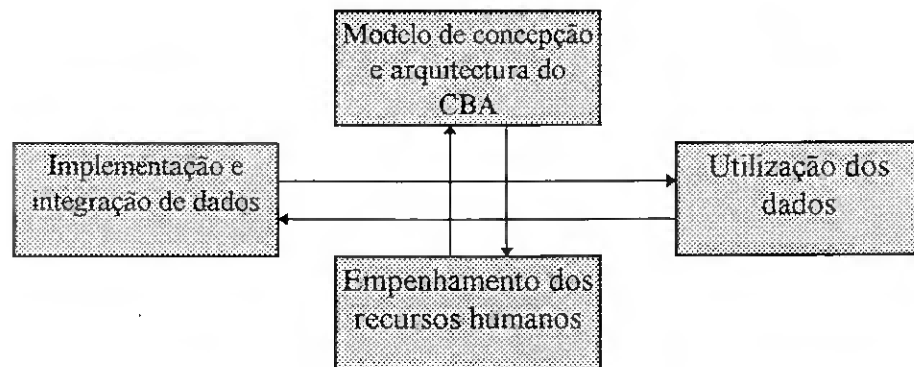 Modelo de concepção
e arquitectura do
CBA
Implementação e
integração de dados
Utilização dos
dados
Empenhamento dos
recursos humanos